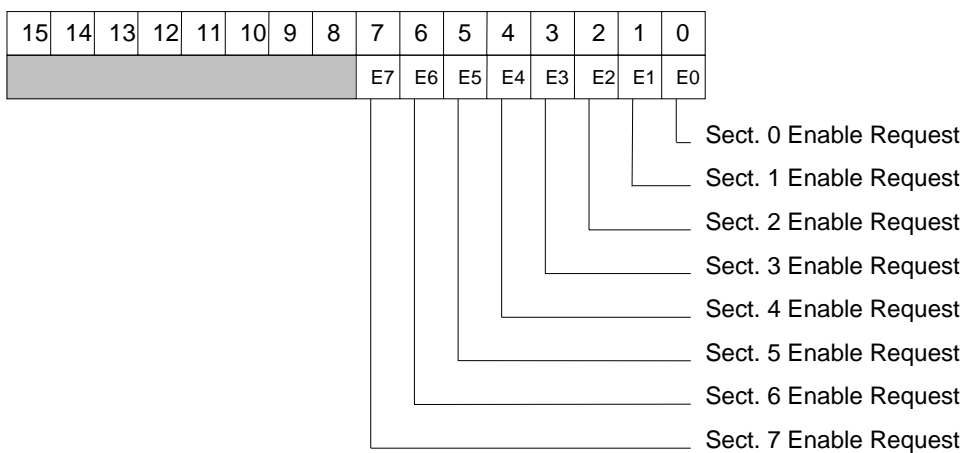 15 14 13 12 11 10 9 8 7 6 5 4 3 2 1 0
E7 E6 E5 E4 E3 E2 E1 E0
Sect. 0 Enable Request
Sect. 1 Enable Request
Sect. 2 Enable Request
Sect. 3 Enable Request
Sect. 4 Enable Request
Sect. 5 Enable Request
Sect. 6 Enable Request
Sect. 7 Enable Request